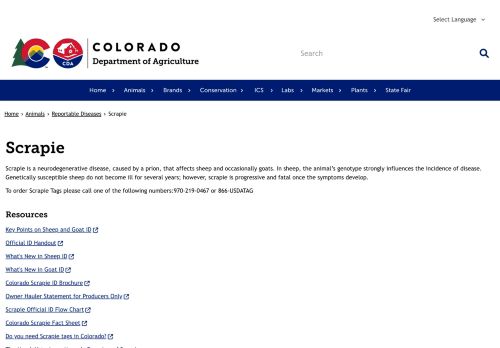 Select Language
COLORADO
Department of Agriculture
CDA
Search
Home › Animals › Brands › Conservation › ICS › Labs › Markets › Plants › State Fair
Home › Animals › Reportable Diseases › Scrapie
Scrapie
Scrapie is a neurodegenerative disease, caused by a prion, that affects sheep and occasionally goats. In sheep, the animal's genotype strongly influences the incidence of disease.
Genetically susceptible sheep do not become ill for several years; however, scrapie is progressive and fatal once the symptoms develop.
To order Scrapie Tags please call one of the following numbers:970-219-0467 or 866-USDATAG
Resources
Key Points on Sheep and Goat ID
Official ID Handout
What's New in Sheep ID
What's New in Goat ID
Colorado Scrapie ID Brochure
Owner Hauler Statement for Producers Only
Scrapie Official ID Flow Chart
Colorado Scrapie Fact Sheet
Do you need Scrapie tags in Colorado?